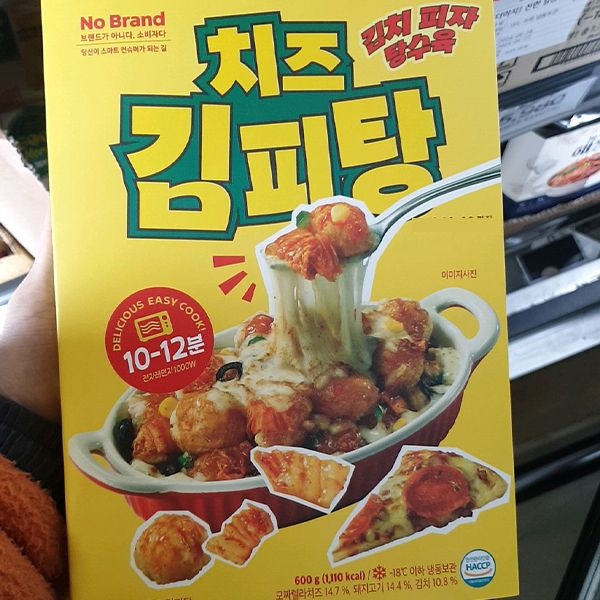 No Brand
브랜드가 아니다. 소비자다
당신이 스마트 컨슈머가 되는 길
김치 피자
탕수육
치즈
김피탕
이미지사진
DELICIOUS EASY COOK!
10-12분
전자레인지 1000W
600 g (1,110 kcal) / -18℃ 이하 냉동보관
모짜렐라치즈 14.7 %, 돼지고기 14.4 %, 김치 10.8 %
HACCP